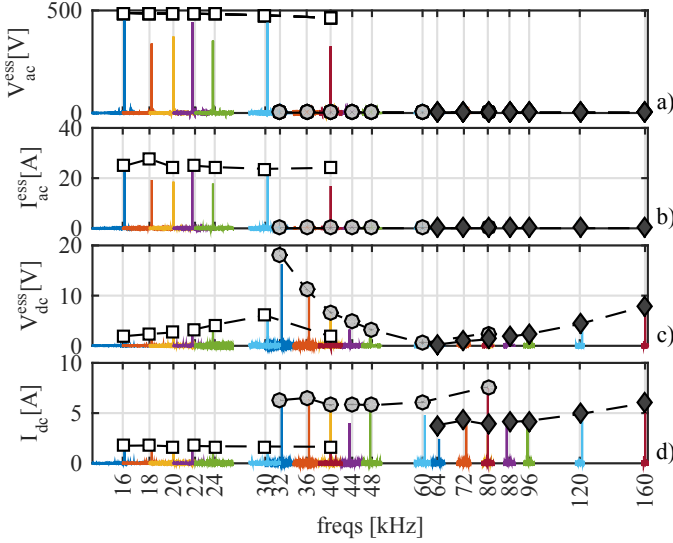 500
0
V_ac^ess[V]
a)
40
20
0
I_ac^ess[A]
b)
20
10
0
V_dc^ess[V]
c)
10
5
0
I_dc[A]
d)
16 18 20 22 24 30 32 36 40 44 48 60 64 72 80 88 96 120 160
freqs [kHz]